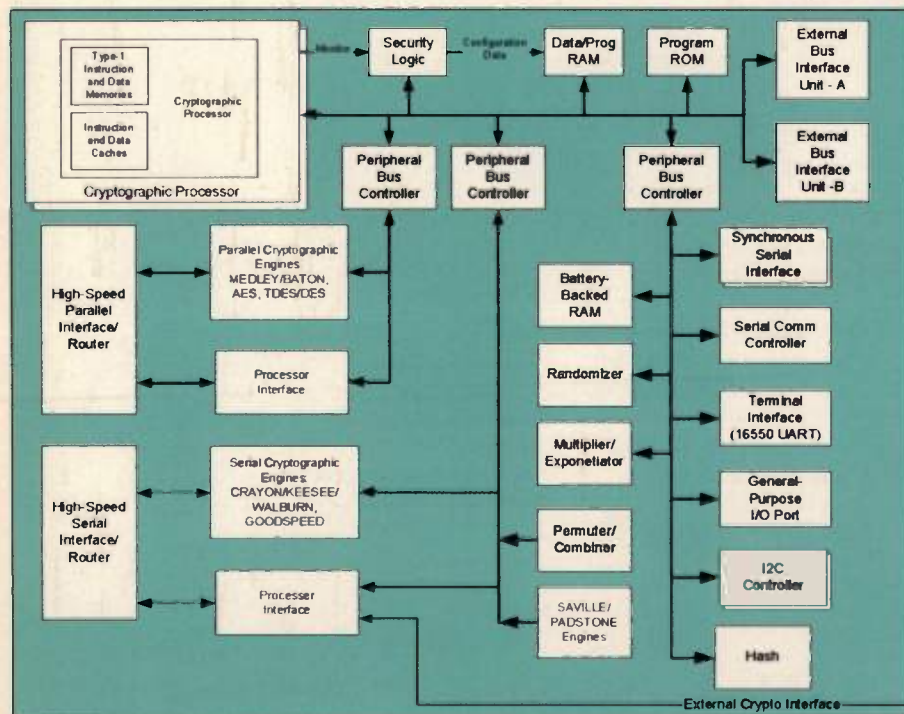 Type-1
Instruction
and Data
Memories
Cryptographic
Processor
Instruction
and Data
Caches
Cryptographic Processor
Monitor
Security
Logic
Configuration
Data
Data/Prog
RAM
Program
ROM
External
Bus
Interface
Unit - A
External
Bus
Interface
Unit -B
Peripheral
Bus
Controller
Peripheral
Bus
Controller
Peripheral
Bus
Controller
High-Speed
Parallel
Interface/
Router
Parallel Cryptographic
Engines
MEDLEY/BATON,
AES, TDES/DES
Processor
Interface
High-Speed
Serial
Interface/
Router
Serial Cryptographic
Engines
CRAYON/KEESEE/
WALBURN,
GOODSPEED
Processer
Interface
Battery-
Backed
RAM
Randomizer
Multiplier/
Exponetiator
Permuter/
Combiner
SAVILLE/
PADSTONE
Engines
Synchronous
Serial
Interface
Serial Comm
Controller
Terminal
Interface
(16550 UART)
General-
Purpose
I/O Port
I2C
Controller
Hash
External Crypto Interface